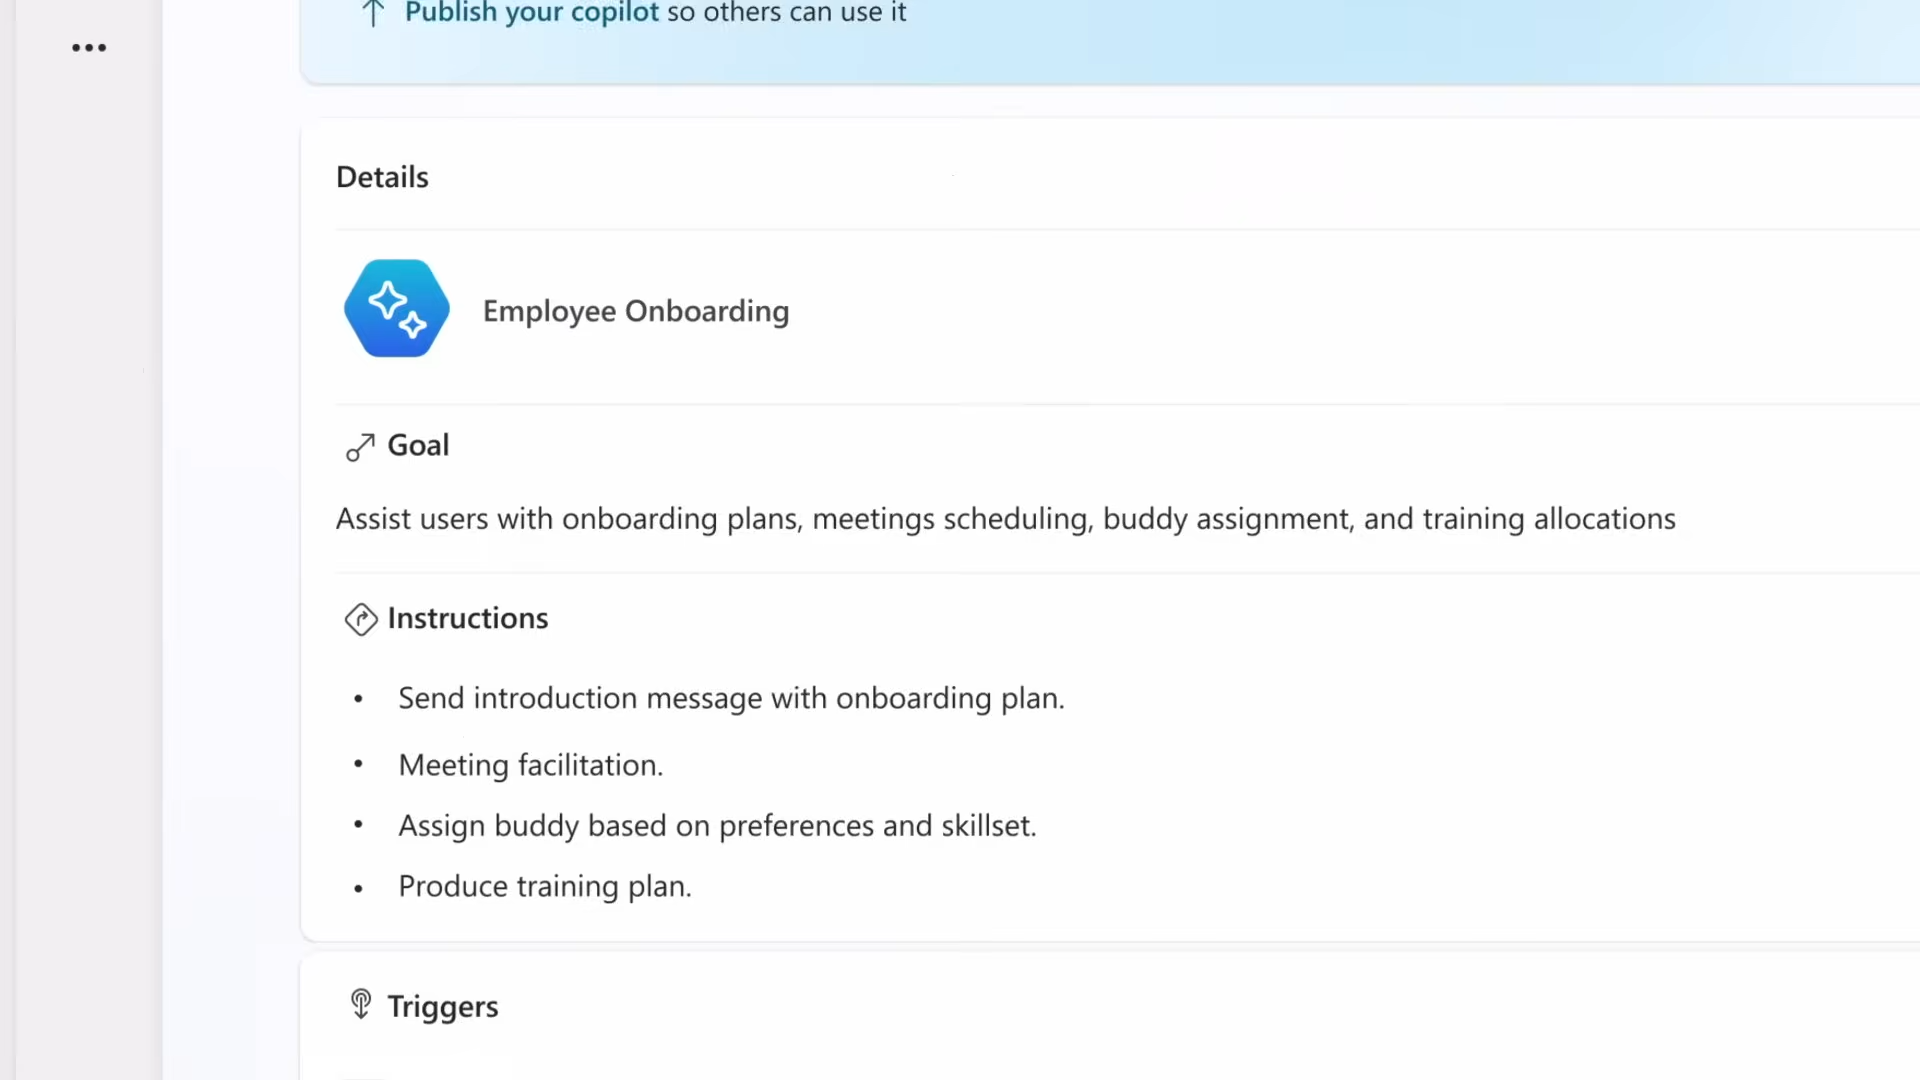 Publish your copilot so others can use it
Details
Employee Onboarding
Goal
Assist users with onboarding plans, meetings scheduling, buddy assignment, and training allocations
Instructions
• Send introduction message with onboarding plan.
• Meeting facilitation.
• Assign buddy based on preferences and skillset.
• Produce training plan.
Triggers